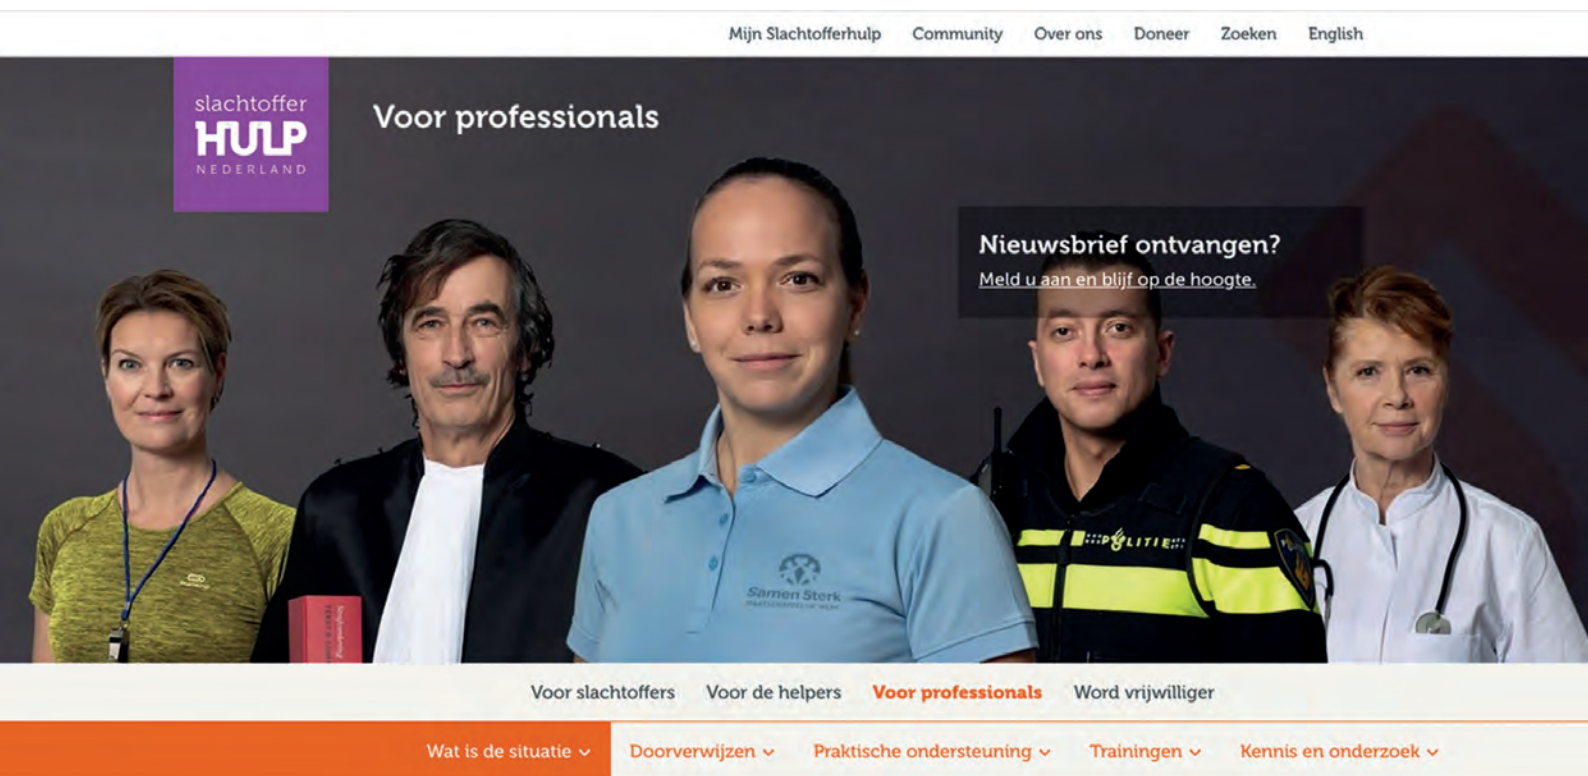 Mijn Slachtofferhulp Community Over ons Doneer Zoeken English
slachtoffer
HULP
NEDERLAND
Voor professionals
Nieuwsbrief ontvangen?
Meld u aan en blijf op de hoogte.
POLITIE
Samen Sterk
Voor slachtoffers Voor de helpers Voor professionals Word vrijwilliger
Wat is de situatie Doorverwijzen Praktische ondersteuning Trainingen Kennis en onderzoek